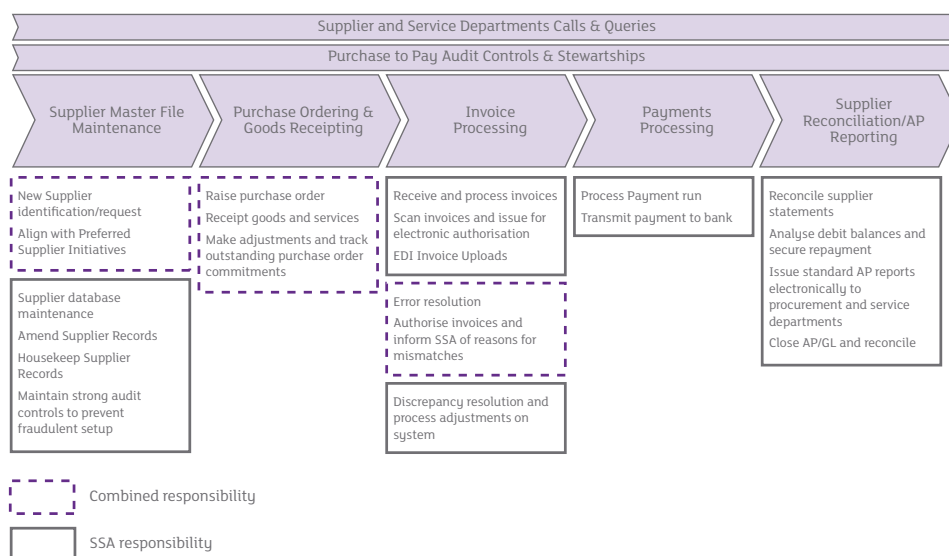 Supplier and Service Departments Calls & Queries
Purchase to Pay Audit Controls & Stewartships
Supplier Master File
Maintenance
Purchase Ordering &
Goods Receipting
Invoice
Processing
Payments
Processing
Supplier
Reconciliation/AP
Reporting
New Supplier
identification/request
Align with Preferred
Supplier Initiatives
Supplier database
maintenance
Amend Supplier Records
Housekeep Supplier
Records
Maintain strong audit
controls to prevent
fraudulent setup
Raise purchase order
Receipt goods and services
Make adjustments and track
outstanding purchase order
commitments
Receive and process invoices
Scan invoices and issue for
electronic authorisation
EDI Invoice Uploads
Error resolution
Authorise invoices and
inform SSA of reasons for
mismatches
Discrepancy resolution and
process adjustments on
system
Process Payment run
Transmit payment to bank
Reconcile supplier
statements
Analyse debit balances and
secure repayment
Issue standard AP reports
electronically to
procurement and service
departments
Close AP/GL and reconcile
Combined responsibility
SSA responsibility